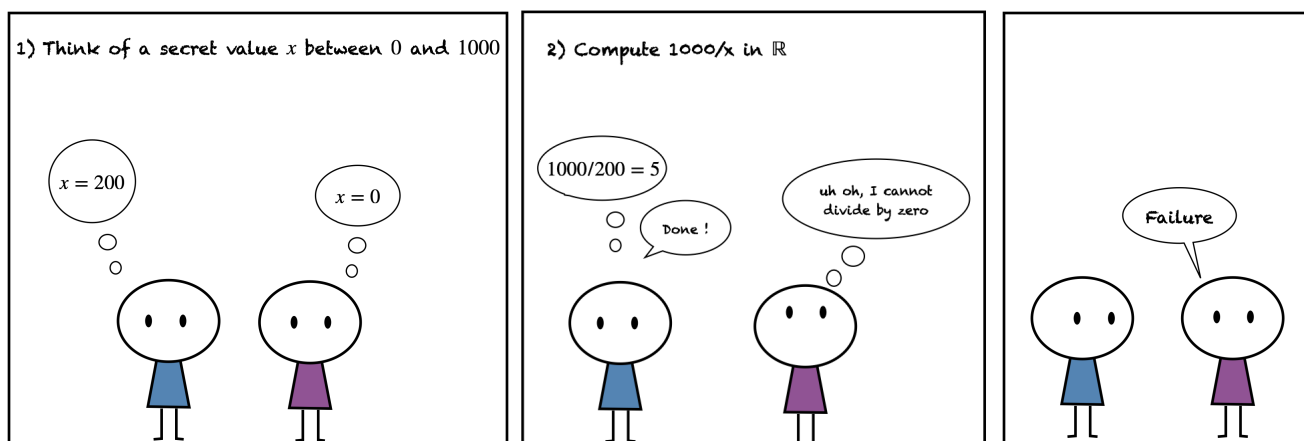 1) Think of a secret value x between 0 and 1000
x = 200
x = 0
2) Compute 1000/x in ℝ
1000/200 = 5
Done !
uh oh, I cannot
divide by zero
Failure